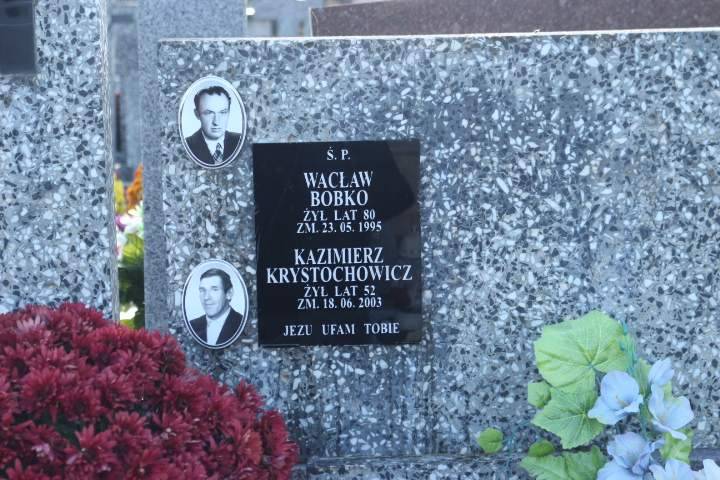 Ś. P.
WACŁAW
BOBKO
ŻYŁ LAT 80
ZM. 23. 05. 1995
KAZIMIERZ
KRYSTOCHOWICZ
ŻYŁ LAT 52
ZM. 18. 06. 2003
JEZU UFAM TOBIE